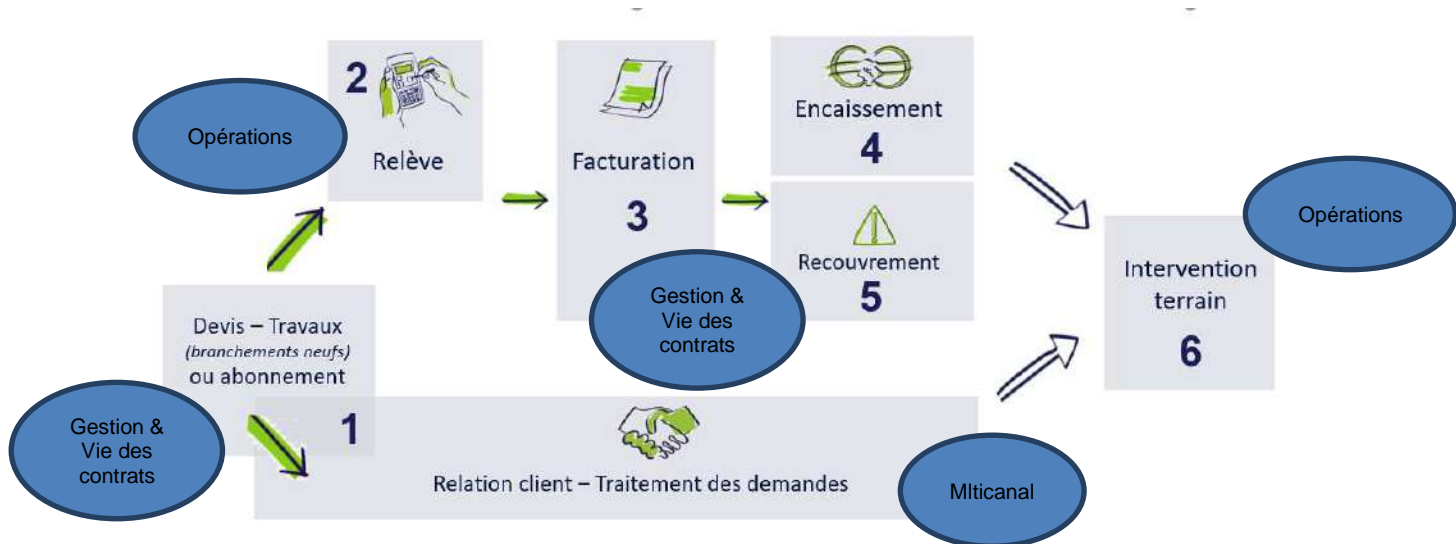 2
Opérations
Relève
Facturation
3
Encaissement
4
Recouvrement
5
Gestion &
Vie des
contrats
Opérations
Intervention
terrain
6
Devis – Travaux
(branchements neufs)
ou abonnement
1
Gestion &
Vie des
contrats
Relation client – Traitement des demandes
Mlticanal